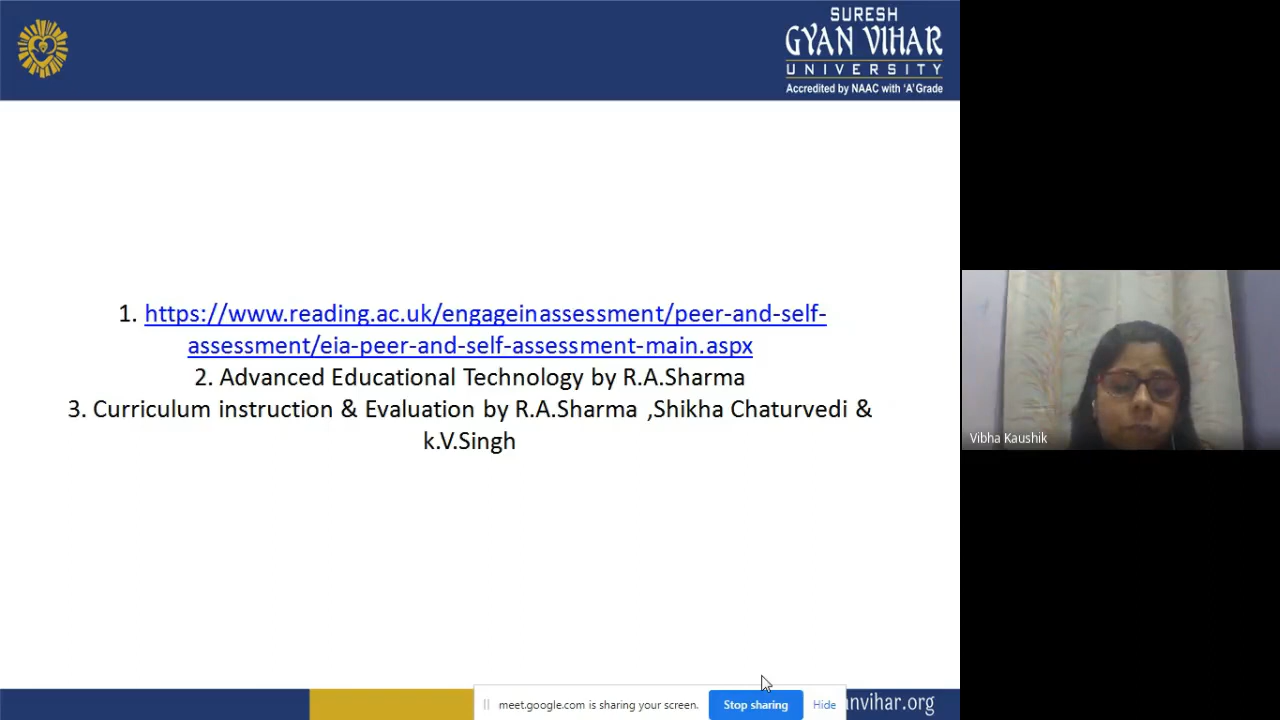 SURESH
GYAN VIHAR
UNIVERSITY
Accredited by NAAC with ‘A’ Grade
1. https://www.reading.ac.uk/engageinassessment/peer-and-self-
assessment/eia-peer-and-self-assessment-main.aspx
2. Advanced Educational Technology by R.A.Sharma
3. Curriculum instruction & Evaluation by R.A.Sharma ,Shikha Chaturvedi &
k.V.Singh
Vibha Kaushik
meet.google.com is sharing your screen.
Stop sharing
Hide
anvihar.org